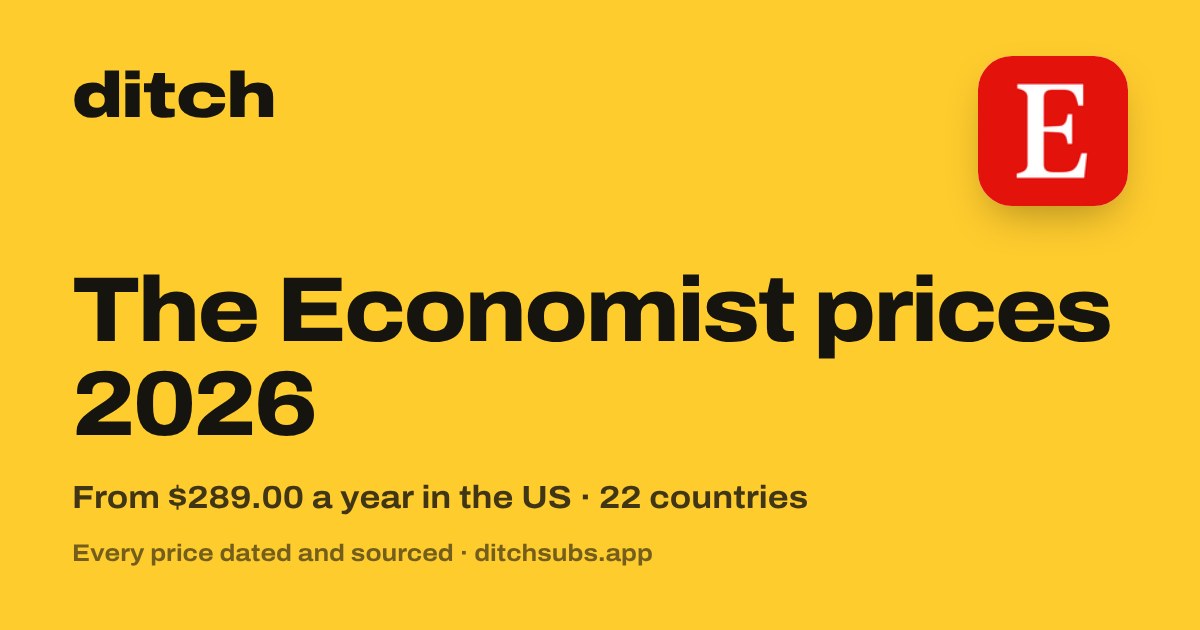 ditch
E
The Economist prices
2026
From $289.00 a year in the US · 22 countries
Every price dated and sourced · ditchsubs.app